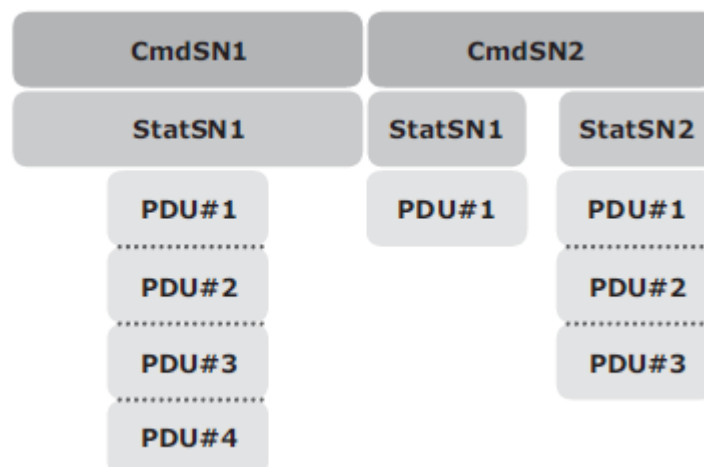 CmdSN1 CmdSN2
StatSN1 StatSN1 StatSN2
PDU#1 PDU#1 PDU#1
PDU#2 PDU#2
PDU#3 PDU#3
PDU#4